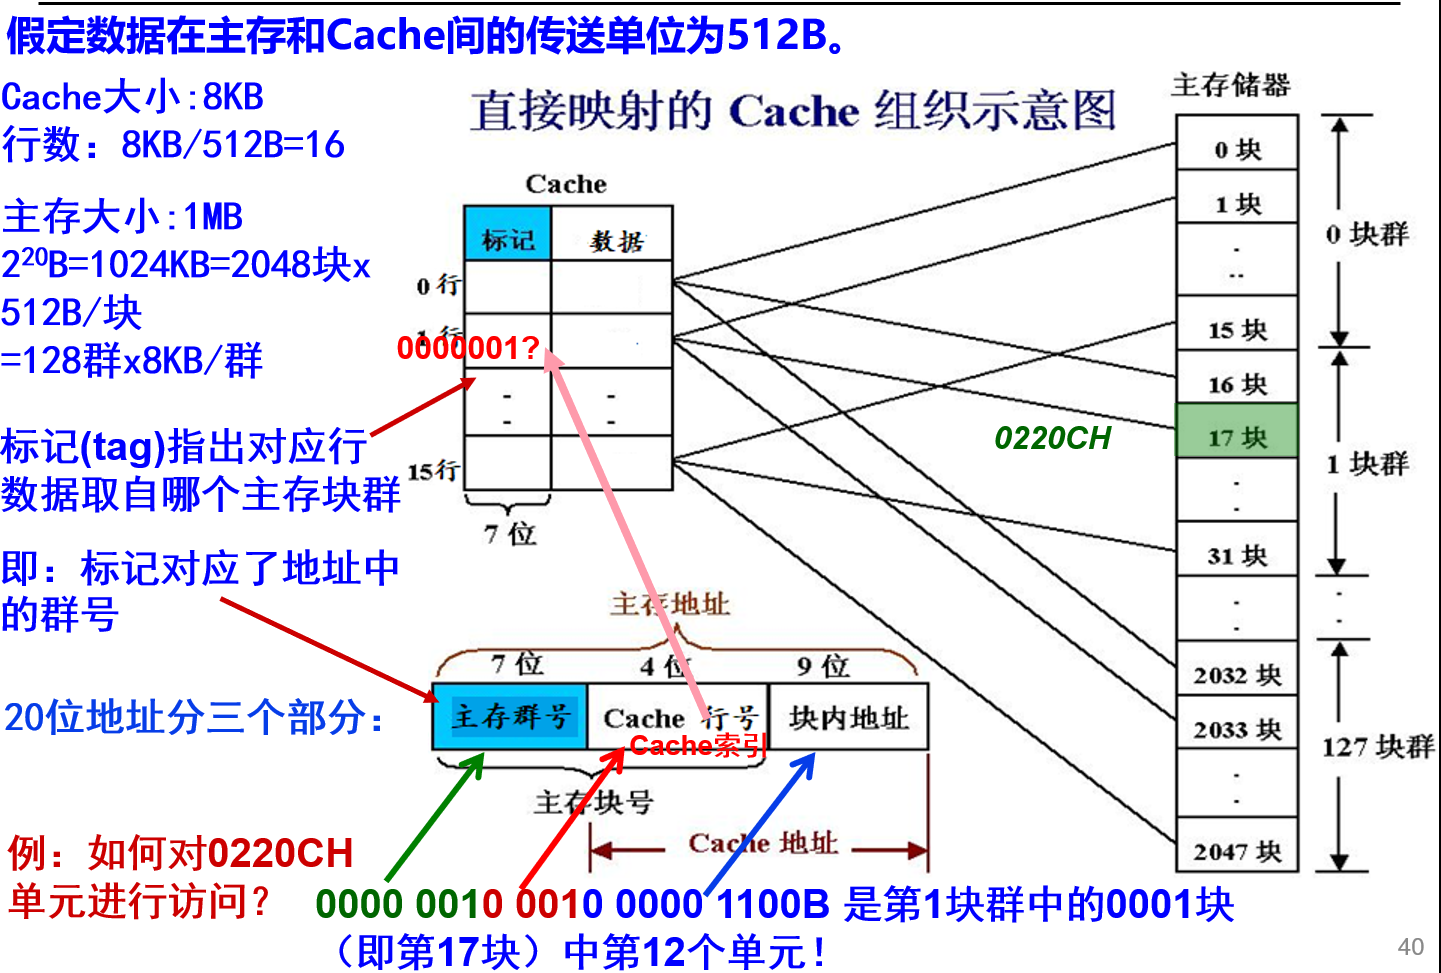 假定数据在主存和Cache间的传送单位为512B。
Cache大小:8KB
行数：8KB/512B=16
主存大小:1MB
2²⁰B=1024KB=2048块x
512B/块
=128群x8KB/群
标记(tag)指出对应行
数据取自哪个主存块群
即：标记对应了地址中
的群号
20位地址分三个部分：
例：如何对0220CH
单元进行访问？
直接映射的 Cache 组织示意图
Cache
标记 数据
0 行
1 行
0000001?
- -
- -
15行
7 位
主存地址
7 位 4 位 9 位
主存群号 Cache 行号 块内地址
Cache索引
主存块号
Cache 地址
0000 0010 0010 0000 1100B 是第1块群中的0001块
（即第17块）中第12个单元！
主存储器
0 块
1 块
15 块
16 块
0220CH
17 块
31 块
2032 块
2033 块
2047 块
0 块群
1 块群
127 块群
40